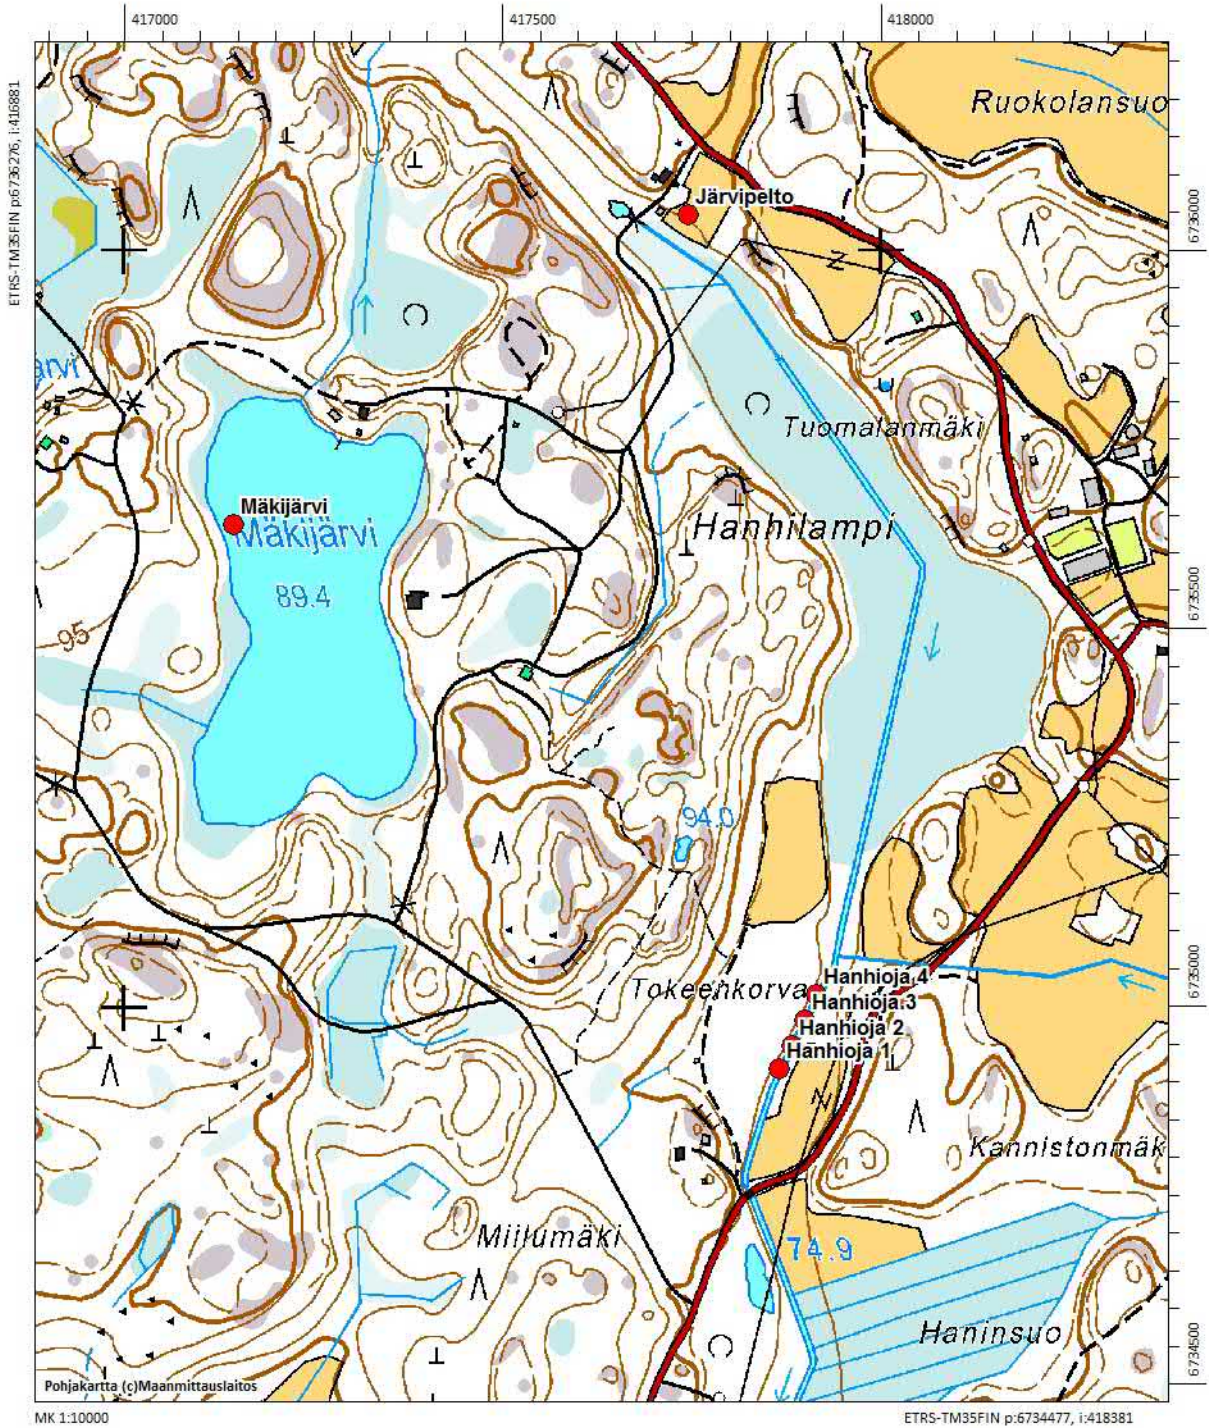 417000
417500
418000
ETRS-TM35FIN p:6736276, i:416881
Ruokolansuo
Järvipelto
6736000
ärvi
Tuomalanmäki
Mäkijärvi
Mäkijärvi
Hanhilampi
89.4
6735500
95
94.0
Hanhioja 4
Tokeenkorva
Hanhioja 3
6735000
Hanhioja 2
Hanhioja 1
Kannistonmäk
Miilumäki
74.9
Haninsuo
6734500
Pohjakartta (c)Maanmittauslaitos
MK 1:10000
ETRS-TM35FIN p:6734477, i:418381